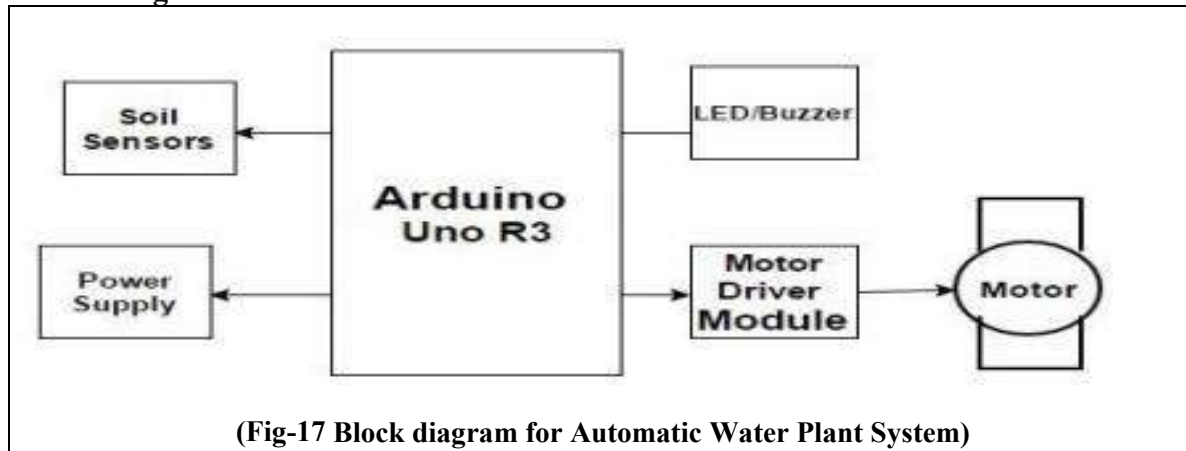 Soil
Sensors
Power
Supply
Arduino
Uno R3
LED/Buzzer
Motor
Driver
Module
Motor
(Fig-17 Block diagram for Automatic Water Plant System)